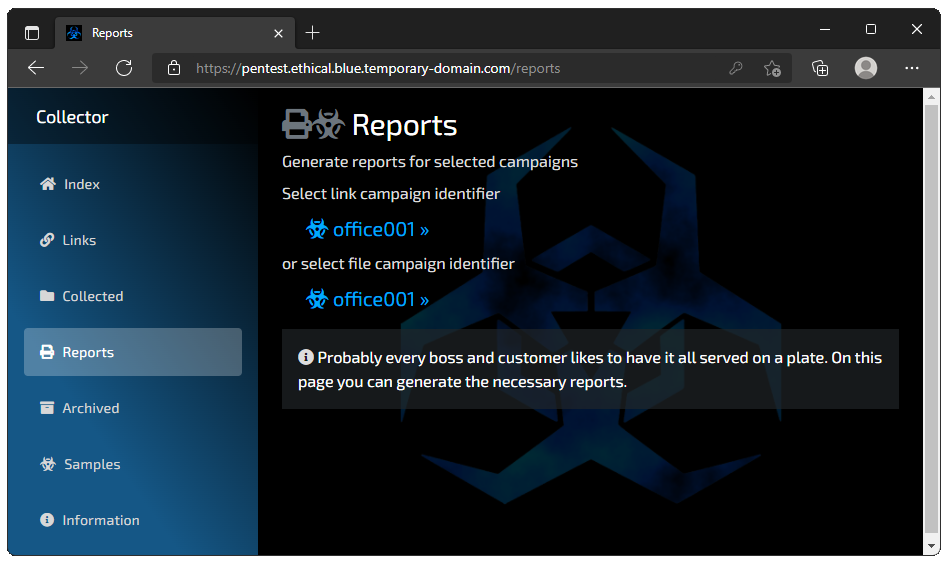 Reports
https://pentest.ethical.blue.temporary-domain.com/reports
Collector
Index
Links
Collected
Reports
Archived
Samples
Information
Reports
Generate reports for selected campaigns
Select link campaign identifier
office001 »
or select file campaign identifier
office001 »
Probably every boss and customer likes to have it all served on a plate. On this
page you can generate the necessary reports.